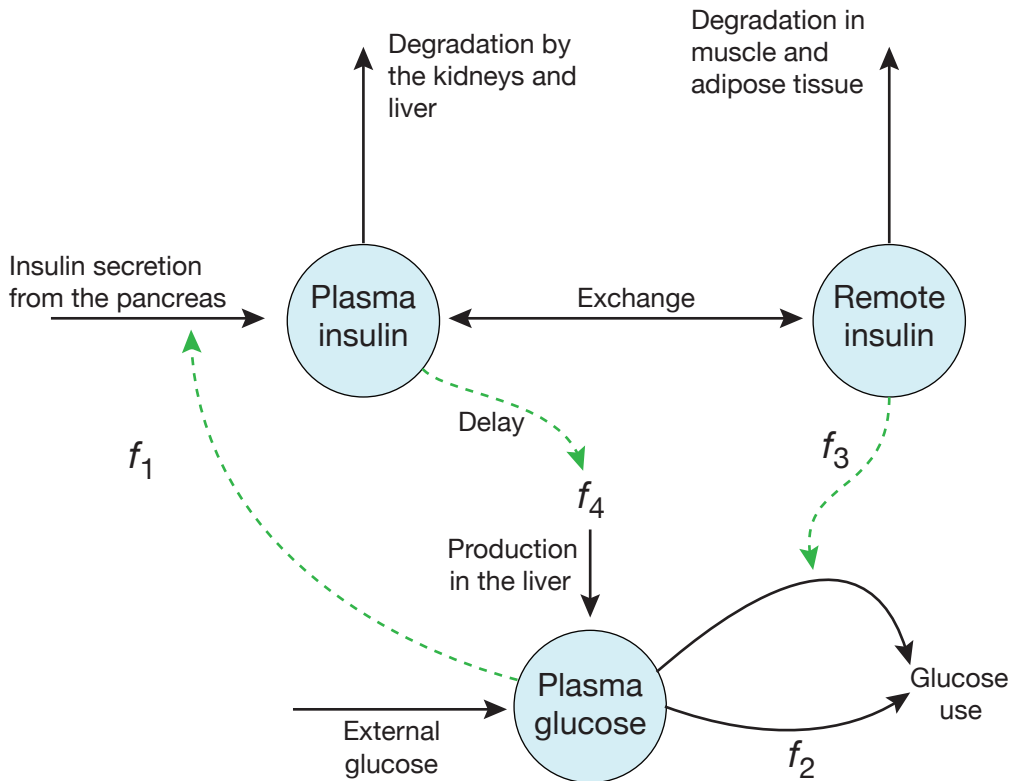 Degradation by
the kidneys and
liver
Degradation in
muscle and
adipose tissue
Insulin secretion
from the pancreas
Plasma
insulin
Exchange
Remote
insulin
Delay
f1
f3
f4
Production
in the liver
Plasma
glucose
External
glucose
Glucose
use
f2